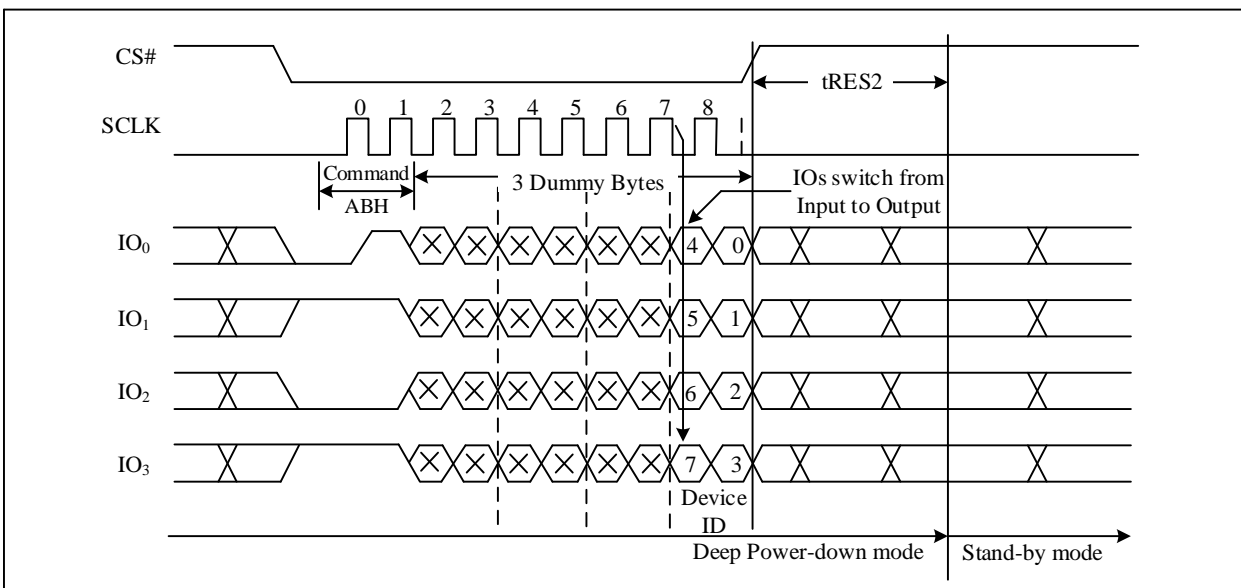 CS#
tRES2
0 1 2 3 4 5 6 7 8
SCLK
Command
ABH
3 Dummy Bytes
IOs switch from
Input to Output
IO0
4 0
IO1
5 1
IO2
6 2
IO3
7 3
Device
ID
Deep Power-down mode
Stand-by mode